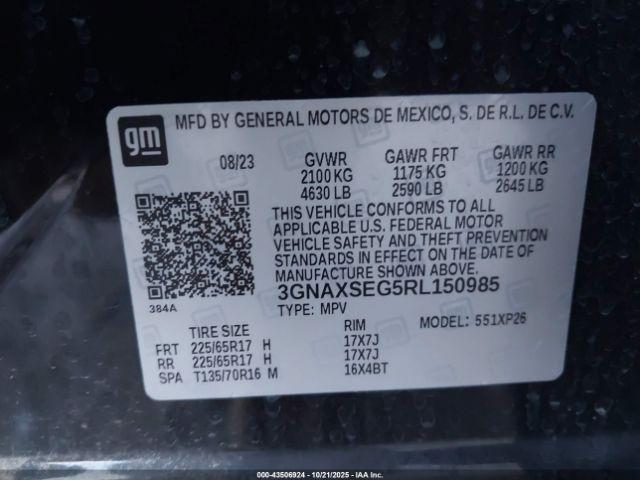 gm
MFD BY GENERAL MOTORS DE MEXICO, S. DE R.L. DE C.V.
08/23 GVWR GAWR FRT GAWR RR
2100 KG 1175 KG 1200 KG
4630 LB 2590 LB 2645 LB
THIS VEHICLE CONFORMS TO ALL
APPLICABLE U.S. FEDERAL MOTOR
VEHICLE SAFETY AND THEFT PREVENTION
STANDARDS IN EFFECT ON THE DATE OF
MANUFACTURE SHOWN ABOVE.
384A
3GNAXSEG5RL150985
TYPE: MPV MODEL: 551XP26
TIRE SIZE RIM
FRT 225/65R17 H 17X7J
RR 225/65R17 H 17X7J
SPA T135/70R16 M 16X4BT
000-43506924 - 10/21/2025 - IAA Corp.